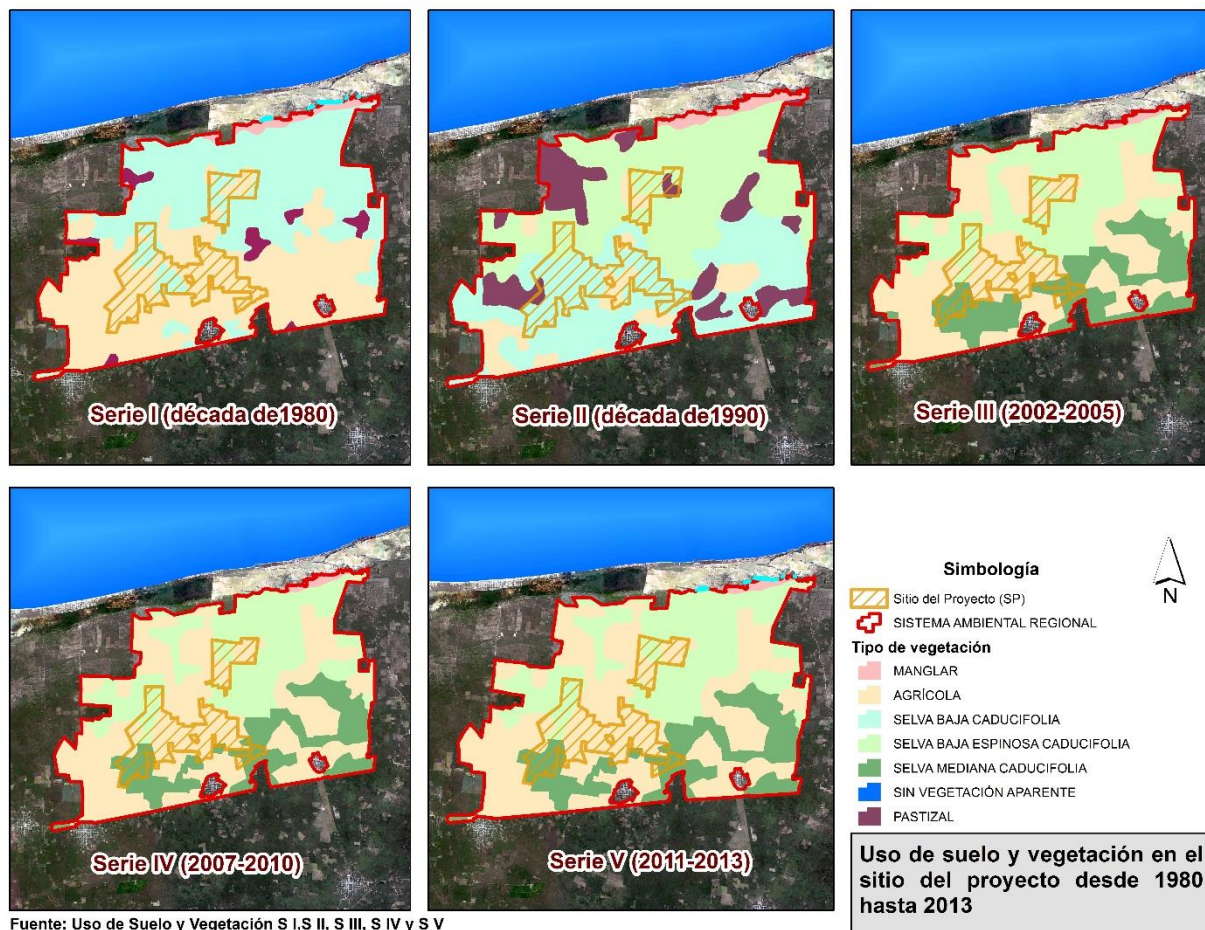 Serie I (década de1980)
Serie II (década de1990)
Serie III (2002-2005)
Serie IV (2007-2010)
Serie V (2011-2013)
Simbología
Sitio del Proyecto (SP)
SISTEMA AMBIENTAL REGIONAL
Tipo de vegetación
MANGLAR
AGRÍCOLA
SELVA BAJA CADUCIFOLIA
SELVA BAJA ESPINOSA CADUCIFOLIA
SELVA MEDIANA CADUCIFOLIA
SIN VEGETACIÓN APARENTE
PASTIZAL
N
Uso de suelo y vegetación en el
sitio del proyecto desde 1980
hasta 2013
Fuente: Uso de Suelo y Vegetación S I,S II, S III, S IV y S V